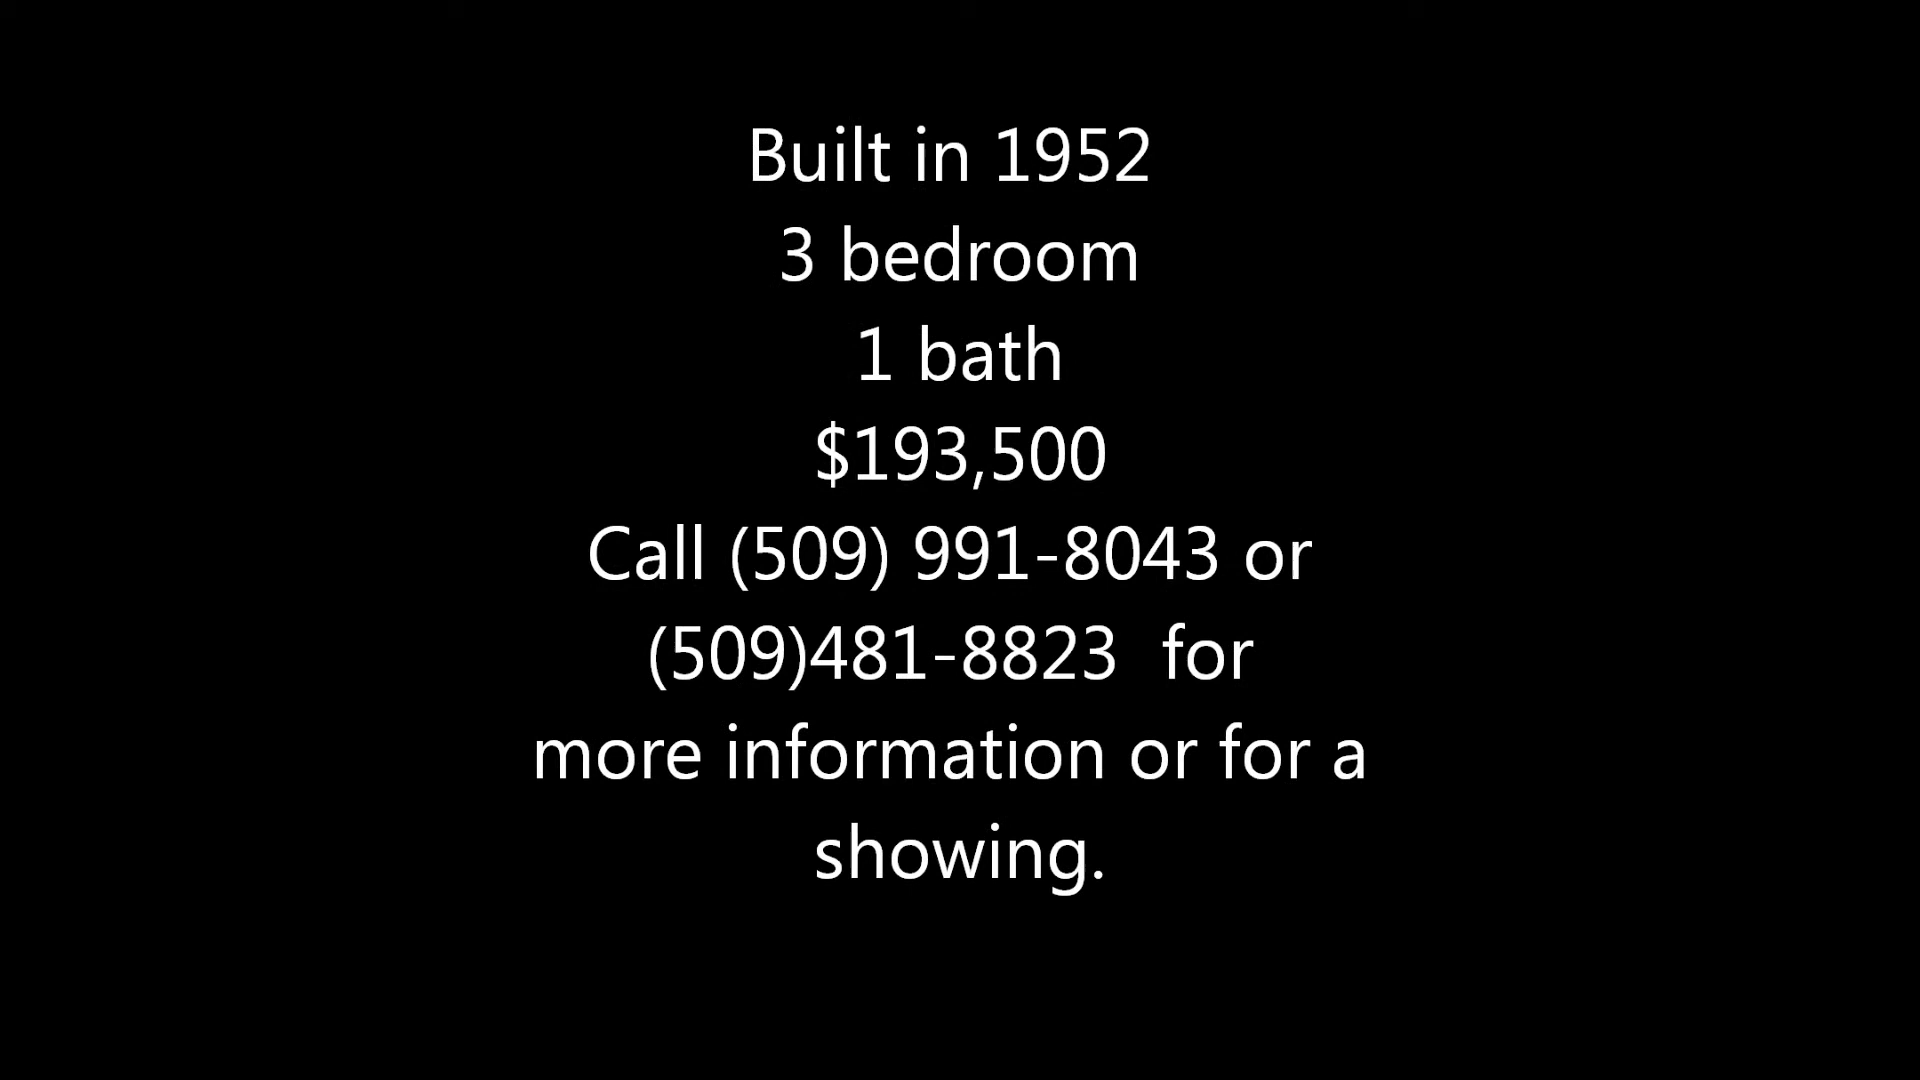 Built in 1952
3 bedroom
1 bath
$193,500
Call (509) 991-8043 or
(509)481-8823  for
more information or for a
showing.